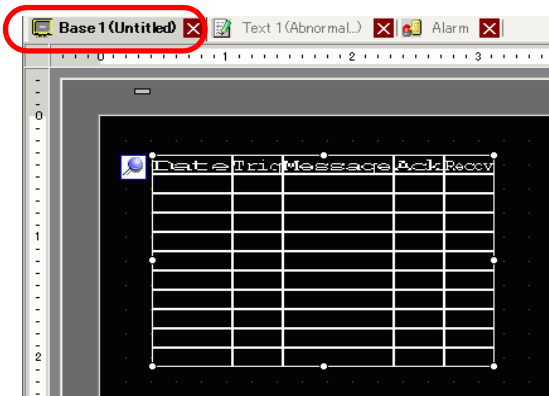 Base 1 (Untitled) Text 1 (Abnormal...) Alarm
0 1 2 3
0
Date Trig Message Ack Recov
1
2